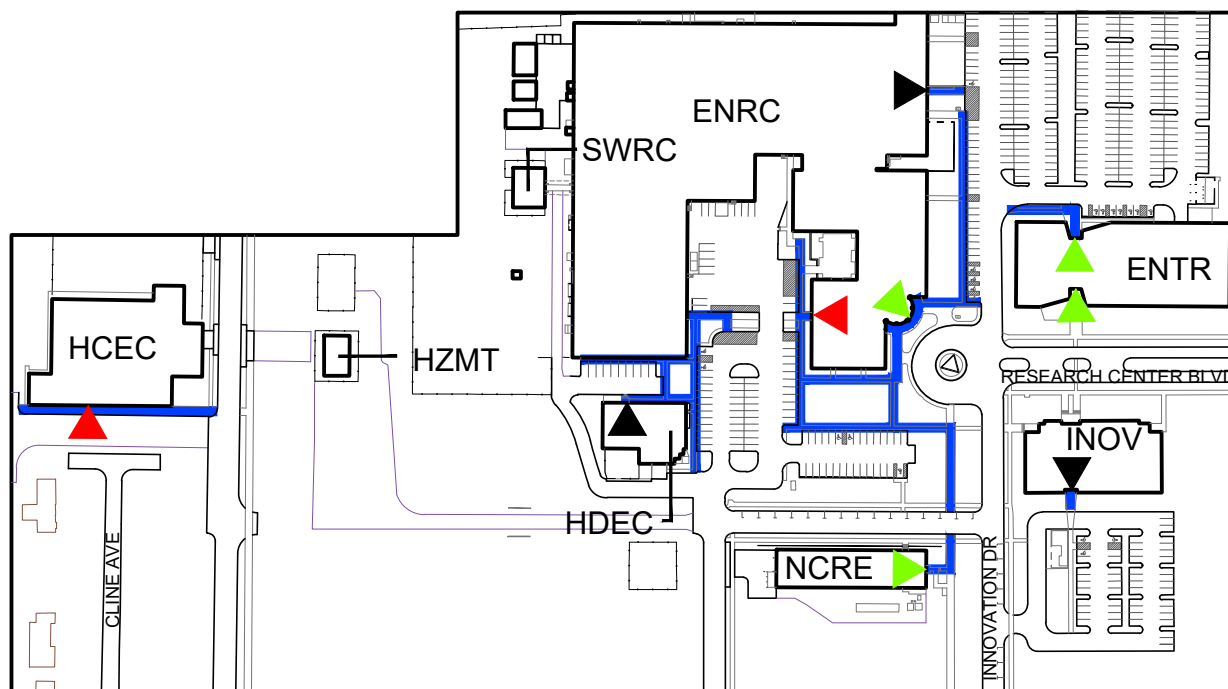 ENRC
SWRC
ENTR
HCEC
HZMT
RESEARCH CENTER BLVD
INOV
HDEC
NCRE
CLINE AVE
INNOVATION DR